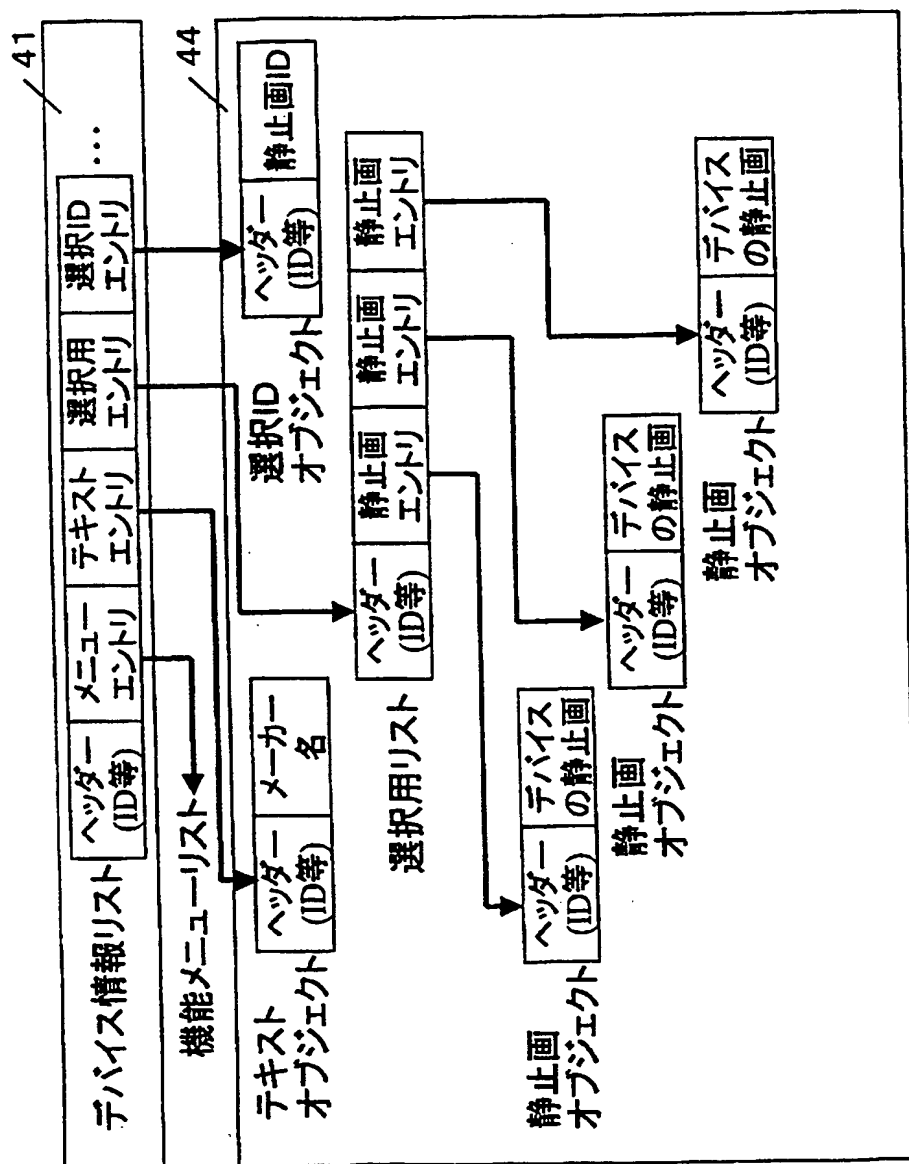 41
デバイス情報リスト
ヘッダー
(ID等)
メニュー
エントリ
テキスト
エントリ
選択用
エントリ
選択ID
エントリ
...
機能メニューリスト
44
テキスト
オブジェクト
ヘッダー
(ID等)
メーカー
名
選択ID
オブジェクト
ヘッダー
(ID等)
静止画ID
選択用リスト
ヘッダー
(ID等)
静止画
エントリ
静止画
エントリ
静止画
エントリ
静止画
オブジェクト
ヘッダー
(ID等)
デバイス
の静止画
静止画
オブジェクト
ヘッダー
(ID等)
デバイス
の静止画
静止画
オブジェクト
ヘッダー
(ID等)
デバイス
の静止画